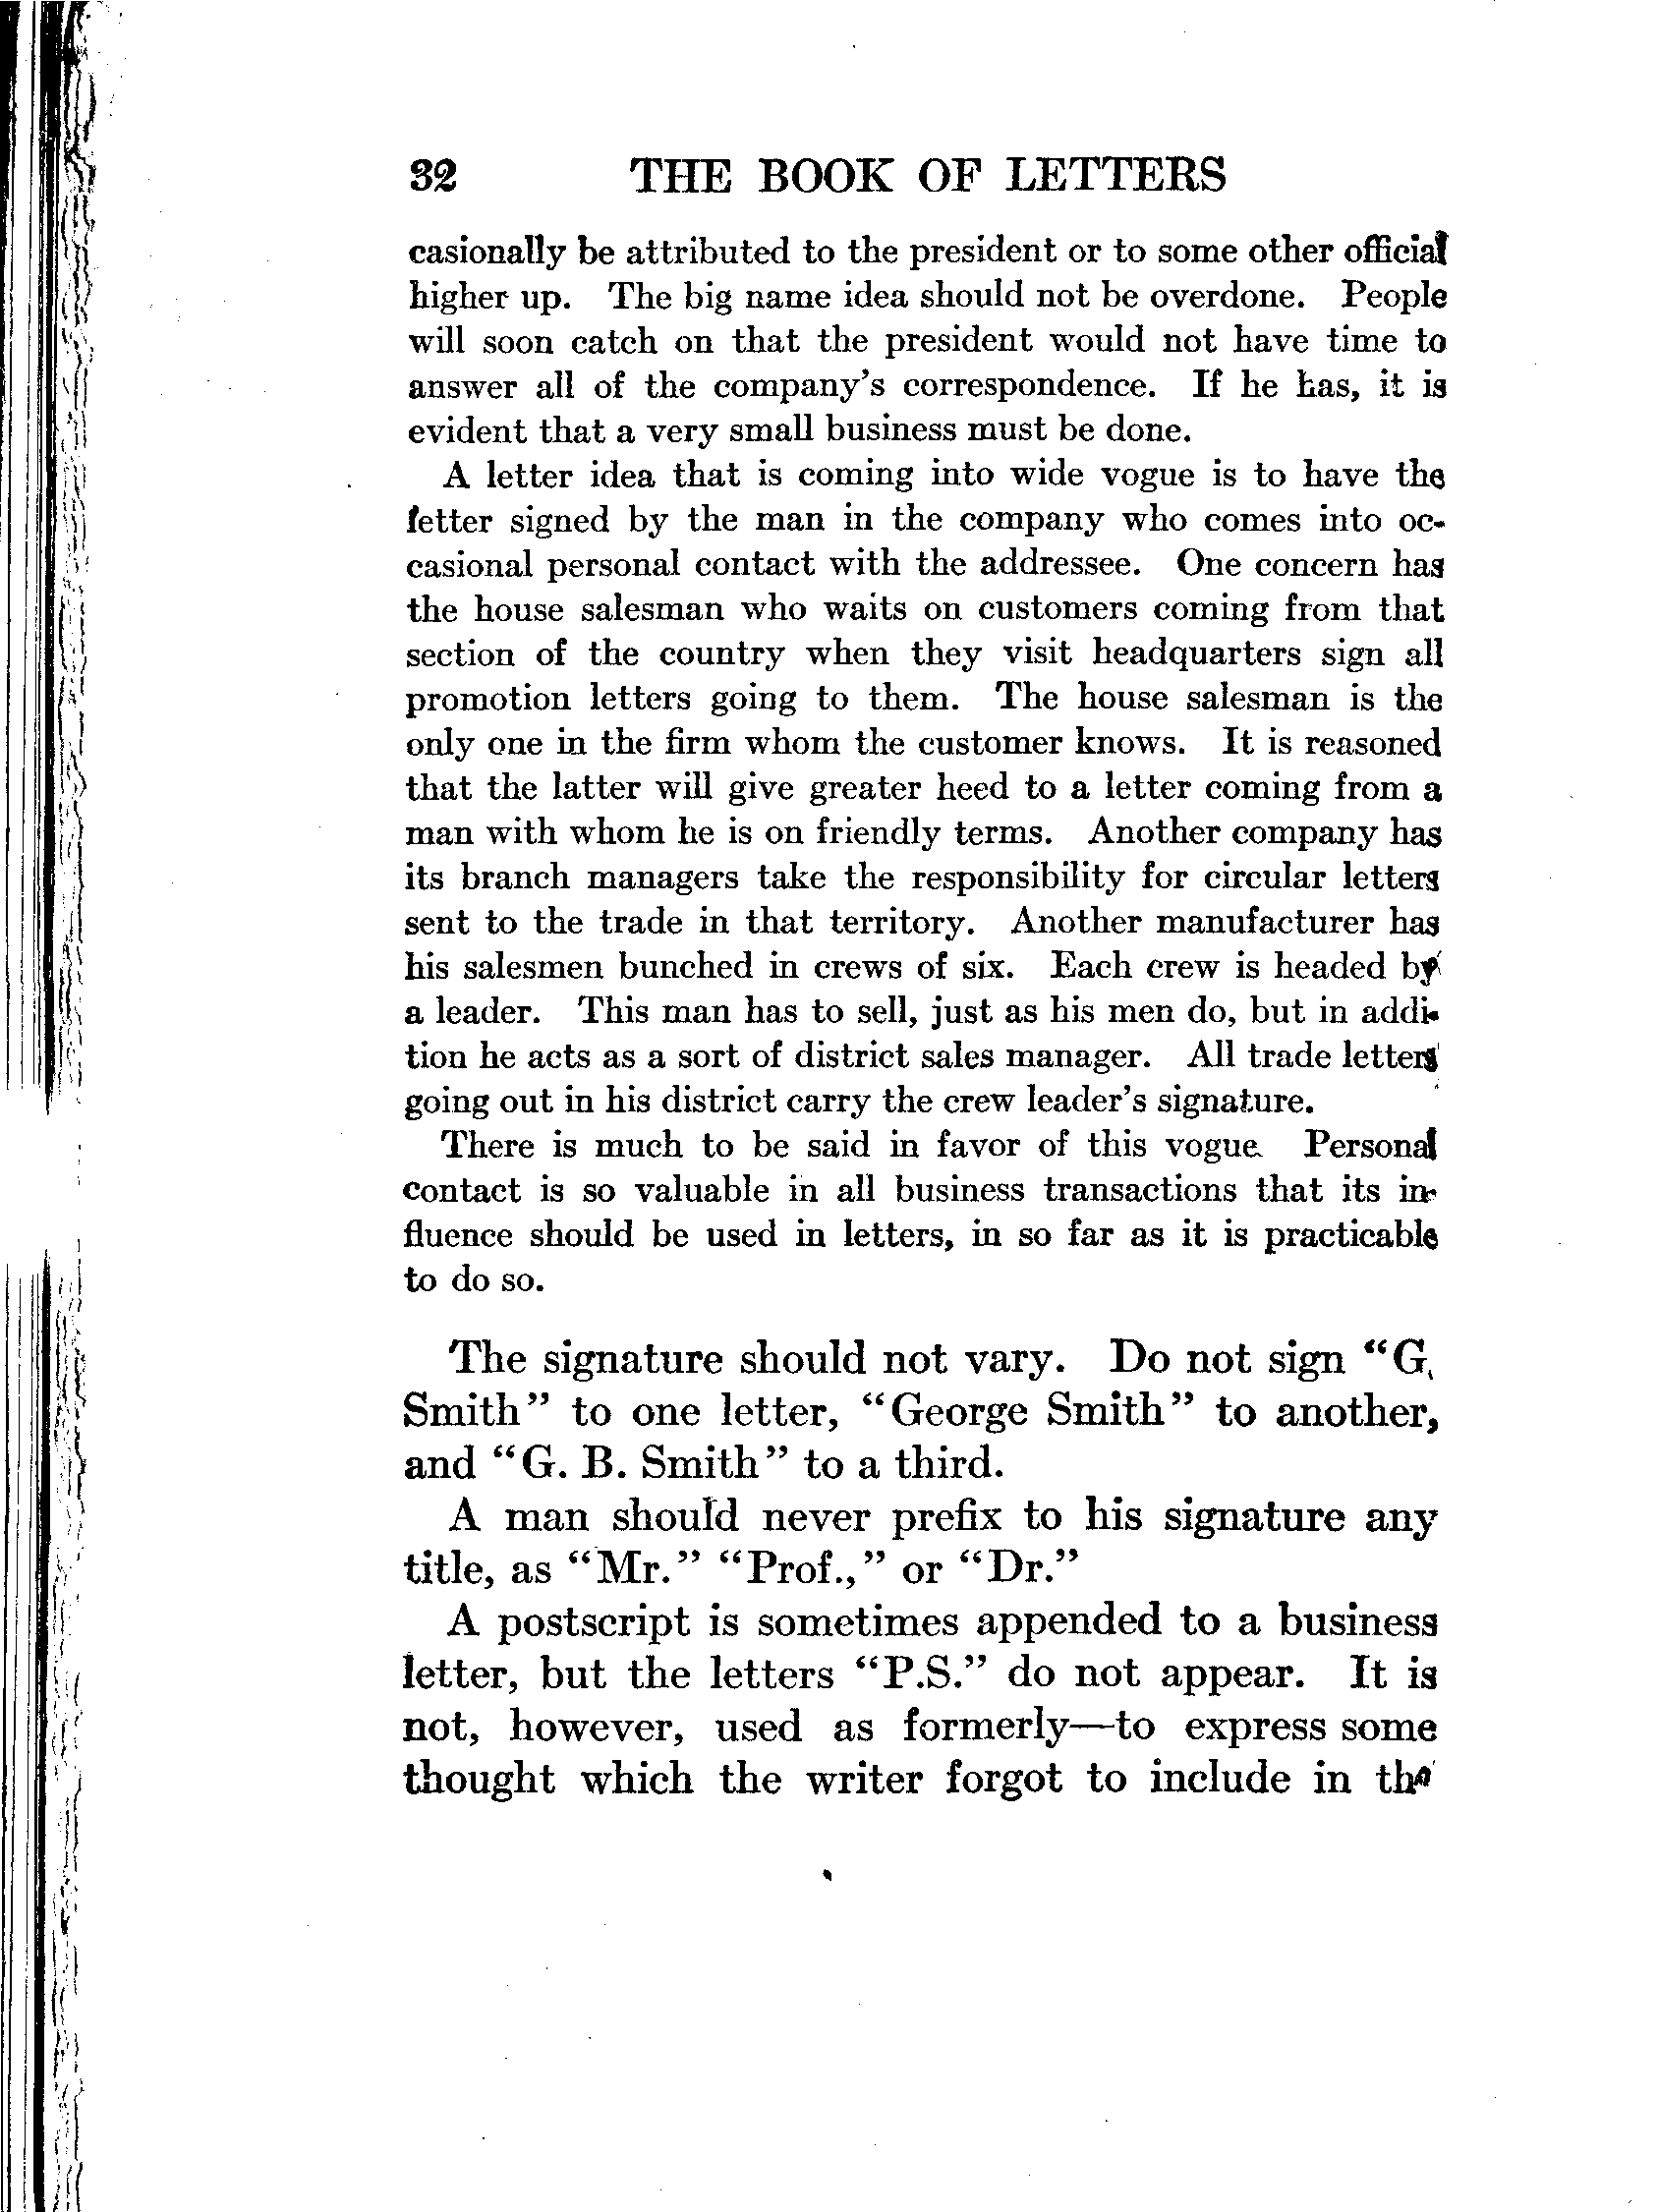 32 THE BOOK OF LETTERS
casionally be attributed to the president or to some other official
higher up. The big name idea should not be overdone. People
will soon catch on that the president would not have time to
answer all of the company's correspondence. If he has, it is
evident that a very small business must be done.
A letter idea that is coming into wide vogue is to have the
letter signed by the man in the company who comes into oc-
casional personal contact with the addressee. One concern has
the house salesman who waits on customers coming from that
section of the country when they visit headquarters sign all
promotion letters going to them. The house salesman is the
only one in the firm whom the customer knows. It is reasoned
that the latter will give greater heed to a letter coming from a
man with whom he is on friendly terms. Another company has
its branch managers take the responsibility for circular letters
sent to the trade in that territory. Another manufacturer has
his salesmen bunched in crews of six. Each crew is headed by
a leader. This man has to sell, just as his men do, but in addi-
tion he acts as a sort of district sales manager. All trade letters
going out in his district carry the crew leader's signature.
There is much to be said in favor of this vogue. Personal
contact is so valuable in all business transactions that its in-
fluence should be used in letters, in so far as it is practicable
to do so.
The signature should not vary. Do not sign "G.
Smith" to one letter, "George Smith" to another,
and "G. B. Smith" to a third.
A man should never prefix to his signature any
title, as "Mr." "Prof.," or "Dr."
A postscript is sometimes appended to a business
letter, but the letters "P.S." do not appear. It is
not, however, used as formerly—to express some
thought which the writer forgot to include in the